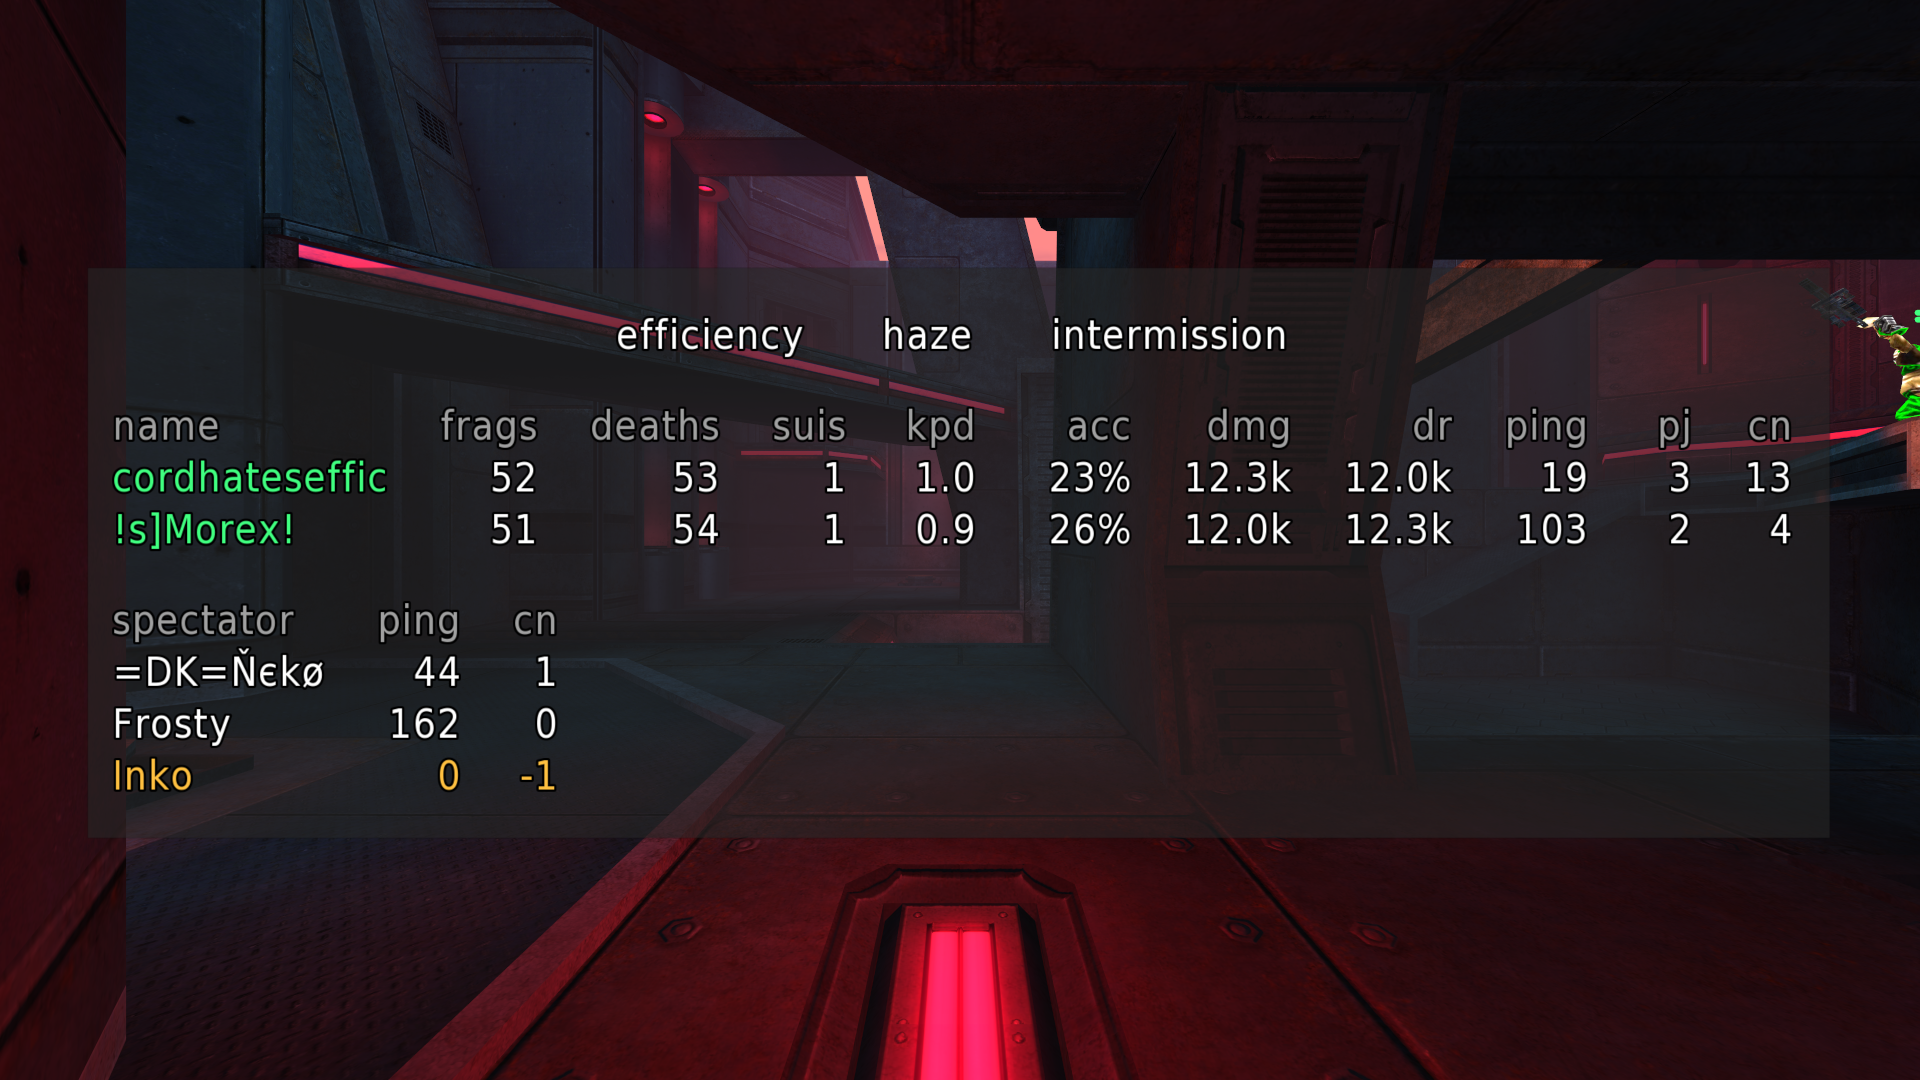 efficiency haze intermission
name frags deaths suis kpd acc dmg dr ping pj cn
cordhateseffic 52 53 1 1.0 23% 12.3k 12.0k 19 3 13
!s]Morex! 51 54 1 0.9 26% 12.0k 12.3k 103 2 4
spectator ping cn
=DK=Ňєkø 44 1
Frosty 162 0
Inko 0 -1